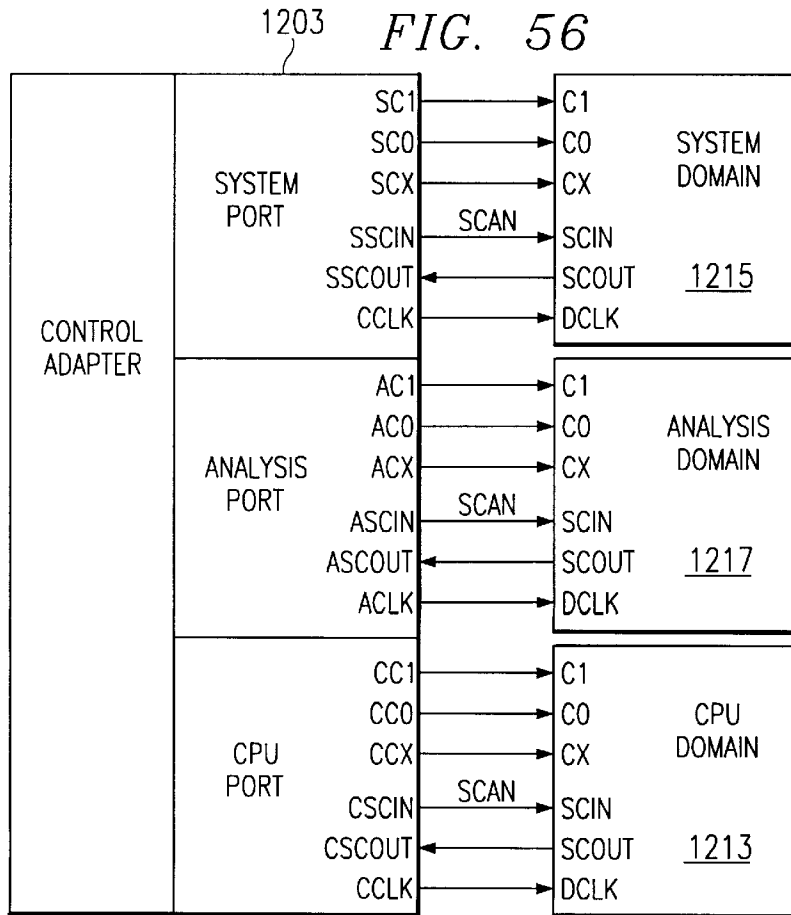 1203
FIG. 56
CONTROL
ADAPTER
SYSTEM
PORT
SC1
SC0
SCX
SSCIN
SSCOUT
CCLK
SCAN
C1
C0
CX
SCIN
SCOUT
DCLK
SYSTEM
DOMAIN
1215
ANALYSIS
PORT
AC1
AC0
ACX
ASCIN
ASCOUT
ACLK
SCAN
C1
C0
CX
SCIN
SCOUT
DCLK
ANALYSIS
DOMAIN
1217
CPU
PORT
CC1
CC0
CCX
CSCIN
CSCOUT
CCLK
SCAN
C1
C0
CX
SCIN
SCOUT
DCLK
CPU
DOMAIN
1213